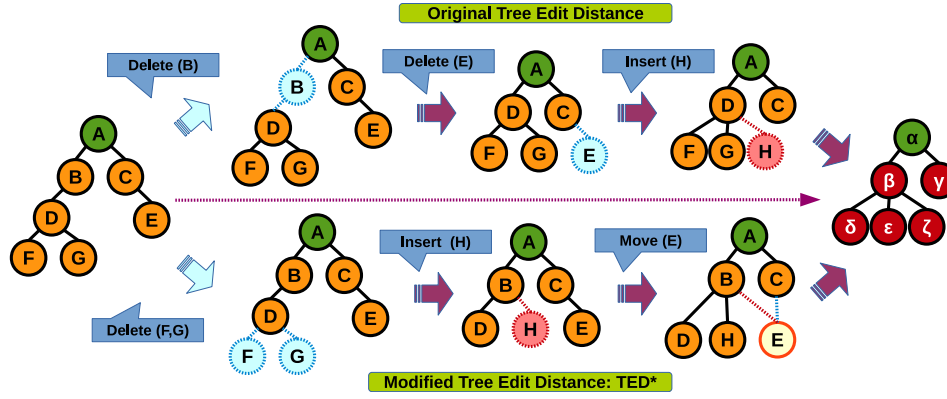 Original Tree Edit Distance
Delete (B)
Delete (E)
Insert (H)
A
B
C
D
E
F
G
A
D
C
F
G
E
A
D
C
F
G
H
A
B
C
D
E
F
G
α
β
γ
δ
ε
ζ
Insert (H)
Move (E)
Delete (F,G)
A
B
C
D
E
F
G
A
B
C
D
H
E
A
B
C
D
H
E
Modified Tree Edit Distance: TED*